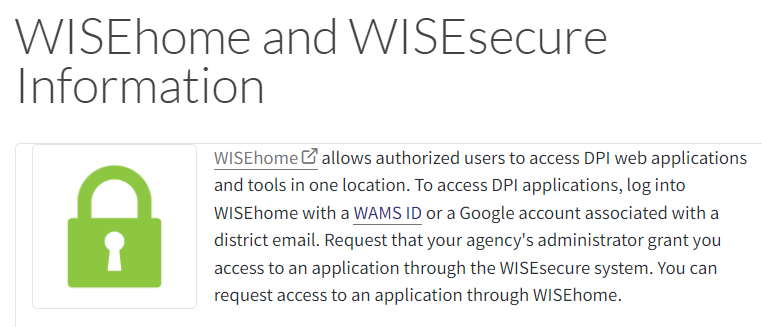 WISEhome and WISEsecure
Information
WISEhome allows authorized users to access DPI web applications
and tools in one location. To access DPI applications, log into
WISEhome with a WAMS ID or a Google account associated with a
district email. Request that your agency's administrator grant you
access to an application through the WISEsecure system. You can
request access to an application through WISEhome.